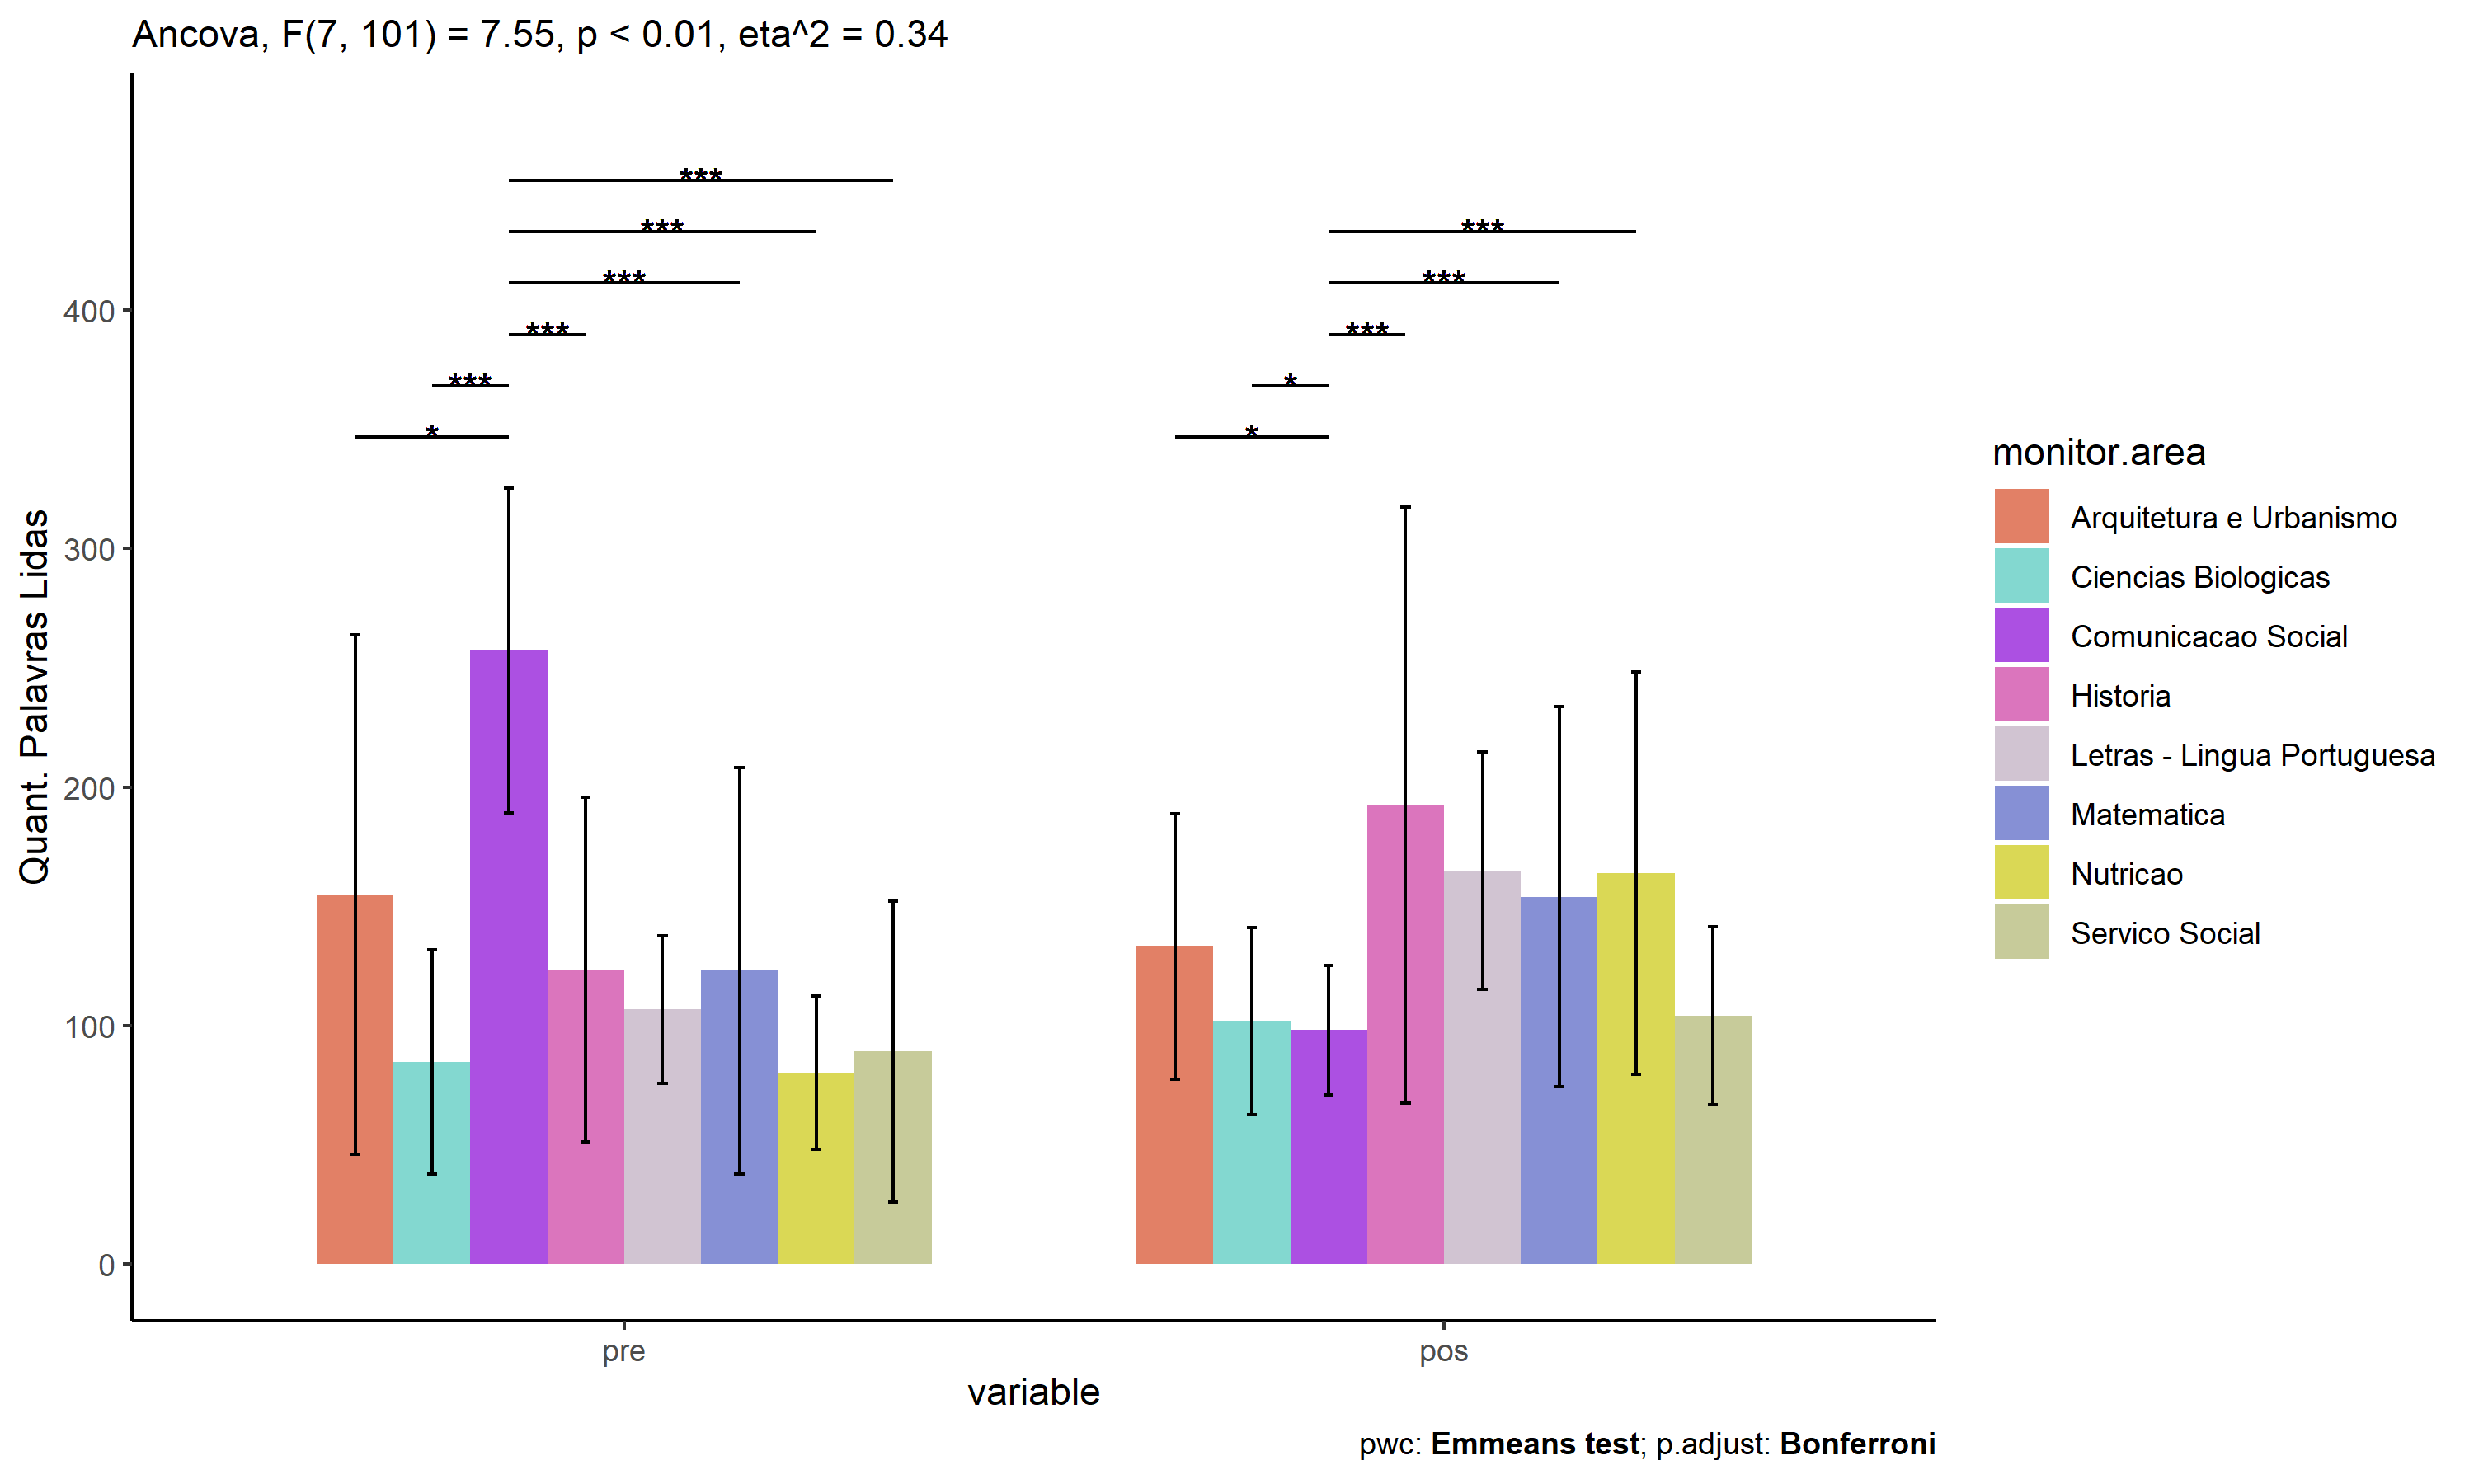 Ancova, F(7, 101) = 7.55, p < 0.01, eta^2 = 0.34
***
***
***
***
***
*
***
***
***
*
*
Quant. Palavras Lidas
400
300
200
100
0
pre
pos
variable
monitor.area
Arquitetura e Urbanismo
Ciencias Biologicas
Comunicacao Social
Historia
Letras - Lingua Portuguesa
Matematica
Nutricao
Servico Social
pwc: Emmeans test; p.adjust: Bonferroni